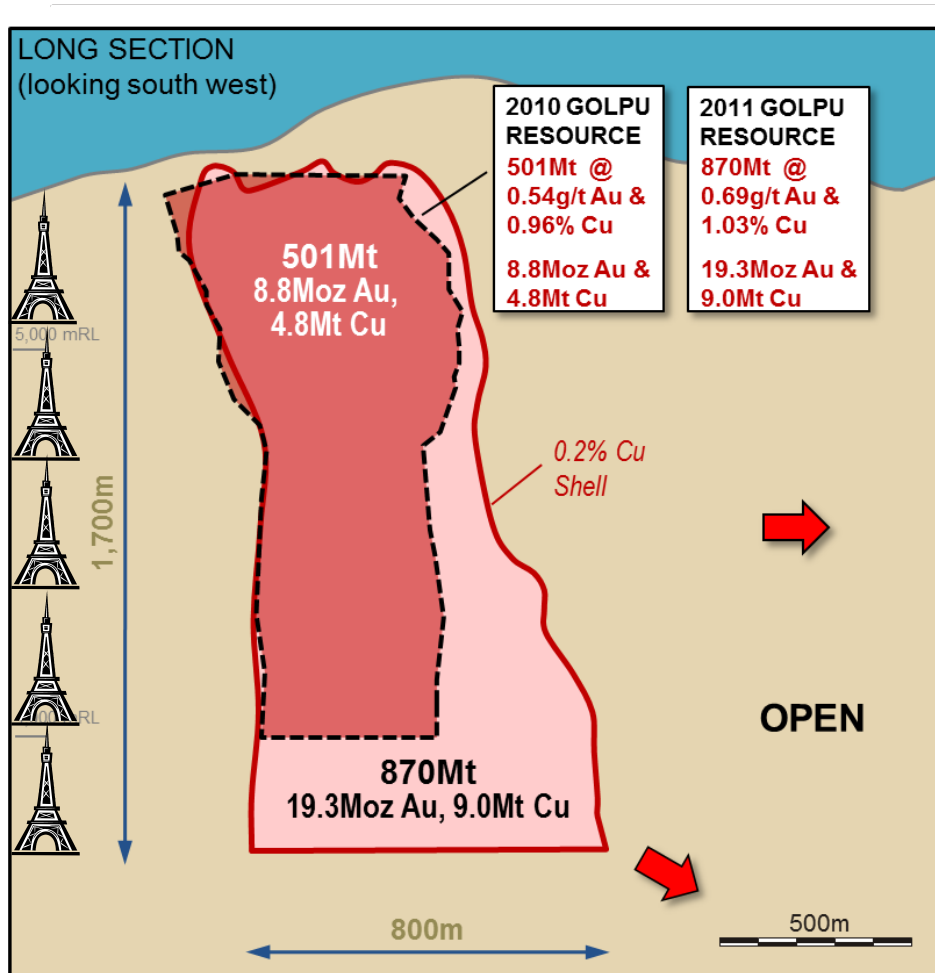 LONG SECTION
(looking south west)
2010 GOLPU
RESOURCE
501Mt @
0.54g/t Au &
0.96% Cu
8.8Moz Au &
4.8Mt Cu
2011 GOLPU
RESOURCE
870Mt @
0.69g/t Au &
1.03% Cu
19.3Moz Au &
9.0Mt Cu
501Mt
8.8Moz Au,
4.8Mt Cu
5,000 mRL
0.2% Cu
Shell
1,700m
OPEN
870Mt
19.3Moz Au, 9.0Mt Cu
800m
500m